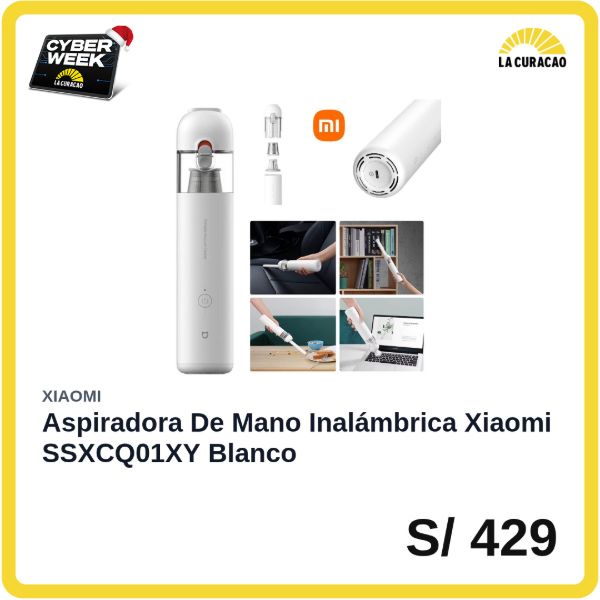 CYBER
WEEK
LA CURACAO
LA CURACAO
mi
XIAOMI
Aspiradora De Mano Inalámbrica Xiaomi
SSXCQ01XY Blanco
S/ 429